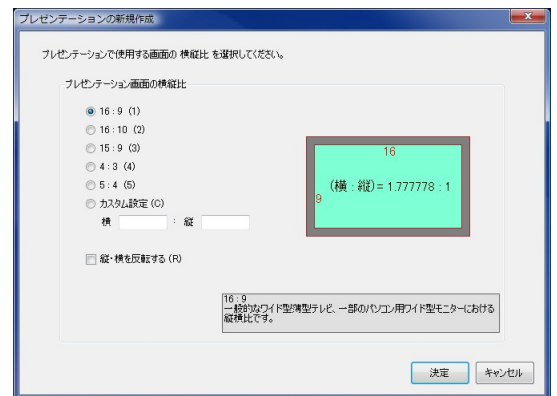 プレゼンテーションの新規作成
プレゼンテーションで使用する画面の 横縦比 を選択してください。
プレゼンテーション画面の横縦比
16 : 9 (1)
16 : 10 (2)
15 : 9 (3)
4 : 3 (4)
5 : 4 (5)
カスタム設定 (C)
横 : 縦
縦・横を反転する (R)
16
(横 : 縦) = 1.777778 : 1
9
16 : 9
一般的なワイド型薄型テレビ、一部のパソコン用ワイド型モニターにおける
縦横比です。
決定 キャンセル